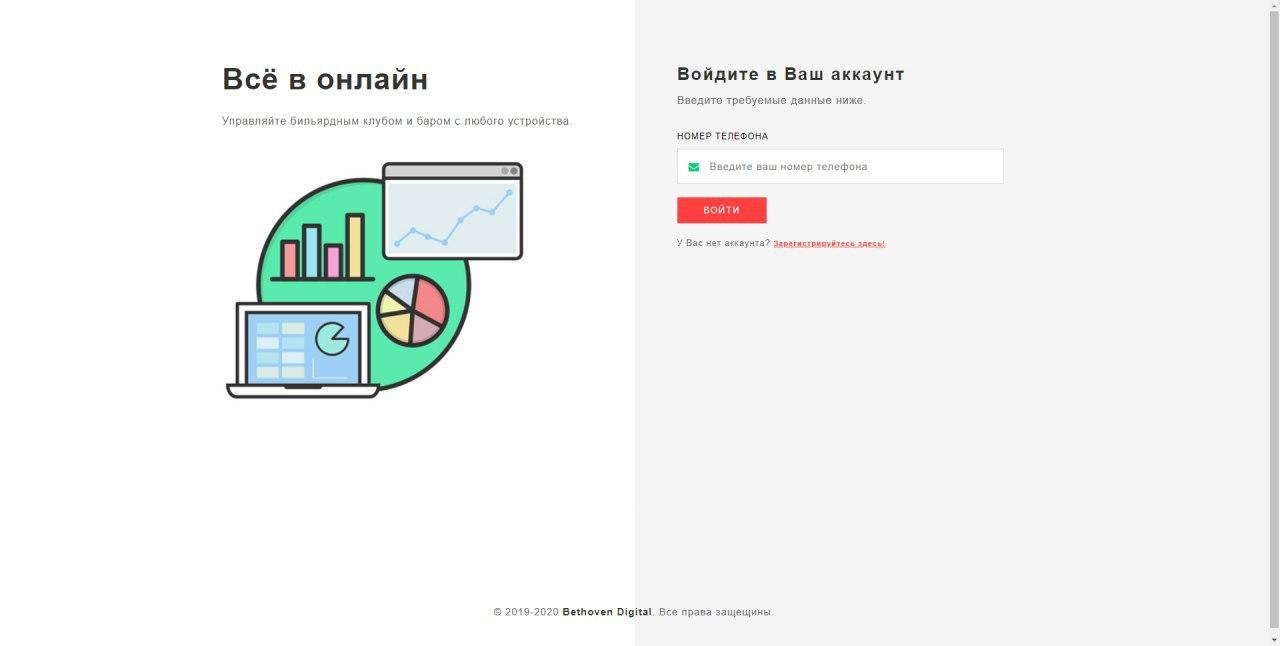 Всё в онлайн
Управляйте бильярдным клубом и баром с любого устройства.
Войдите в Ваш аккаунт
Введите требуемые данные ниже.
НОМЕР ТЕЛЕФОНА
Введите ваш номер телефона
ВОЙТИ
У Вас нет аккаунта? Зарегистрируйтесь здесь!
© 2019-2020 Bethoven Digital. Все права защещины.